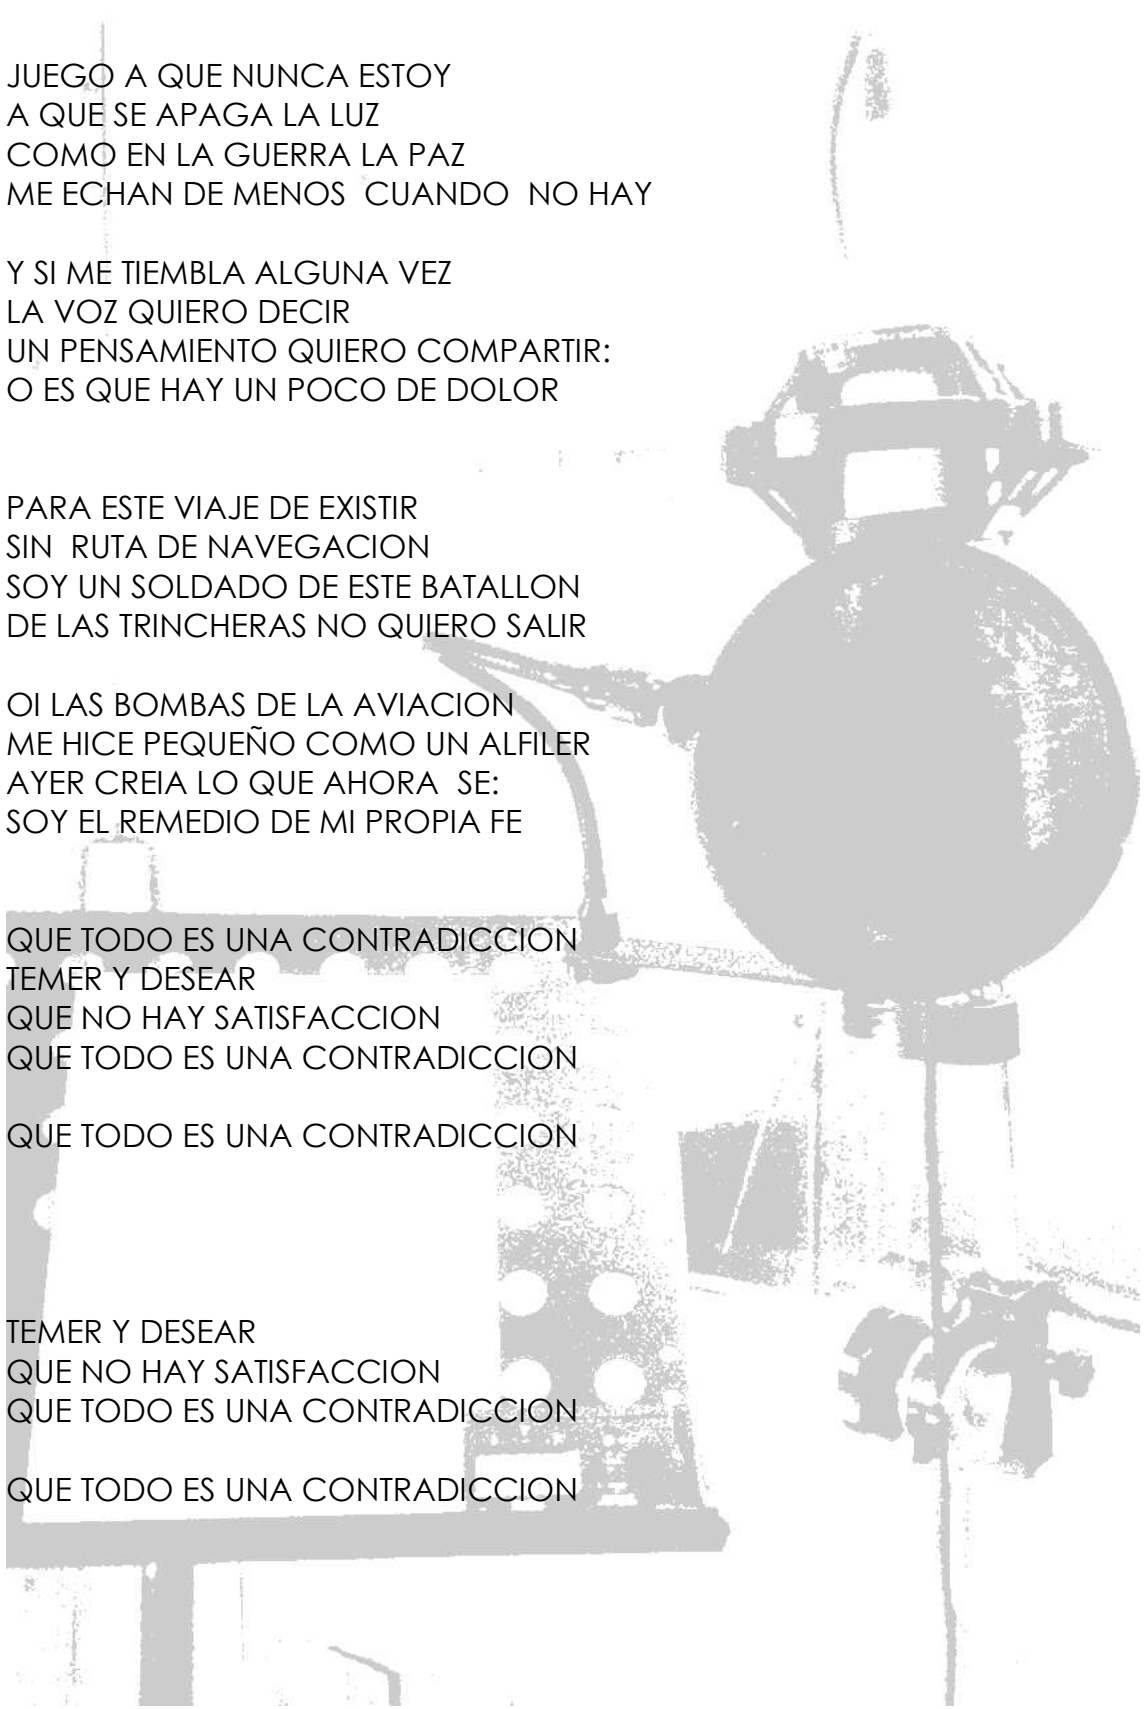 JUEGO A QUE NUNCA ESTOY
A QUE SE APAGA LA LUZ
COMO EN LA GUERRA LA PAZ
ME ECHAN DE MENOS  CUANDO  NO HAY
Y SI ME TIEMBLA ALGUNA VEZ
LA VOZ QUIERO DECIR
UN PENSAMIENTO QUIERO COMPARTIR:
O ES QUE HAY UN POCO DE DOLOR
PARA ESTE VIAJE DE EXISTIR
SIN  RUTA DE NAVEGACION
SOY UN SOLDADO DE ESTE BATALLON
DE LAS TRINCHERAS NO QUIERO SALIR
OI LAS BOMBAS DE LA AVIACION
ME HICE PEQUEÑO COMO UN ALFILER
AYER CREIA LO QUE AHORA  SE:
SOY EL REMEDIO DE MI PROPIA FE
QUE TODO ES UNA CONTRADICCION
TEMER Y DESEAR
QUE NO HAY SATISFACCION
QUE TODO ES UNA CONTRADICCION
QUE TODO ES UNA CONTRADICCION
TEMER Y DESEAR
QUE NO HAY SATISFACCION
QUE TODO ES UNA CONTRADICCION
QUE TODO ES UNA CONTRADICCION